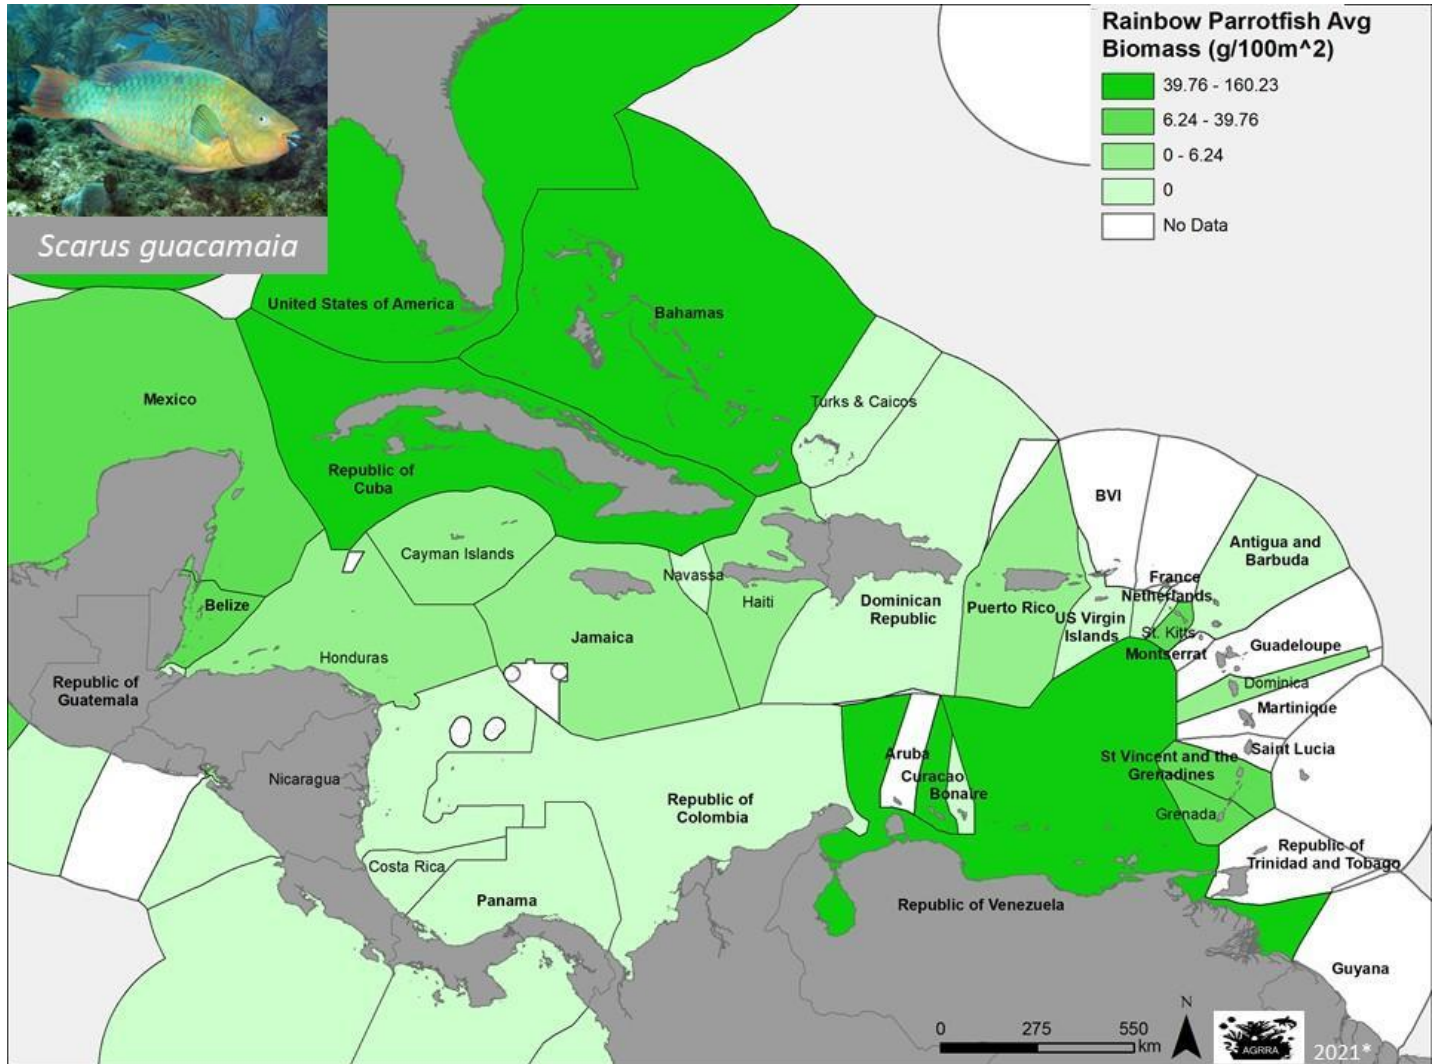 Scarus guacamaia
Rainbow Parrotfish Avg
Biomass (g/100m^2)
39.76 - 160.23
6.24 - 39.76
0 - 6.24
0
No Data
United States of America
Bahamas
Mexico
Turks & Caicos
Republic of
Cuba
BVI
Cayman Islands
Antigua and
Barbuda
Navassa
France
Netherlands
Belize
Haiti
Dominican
Republic
Puerto Rico
US Virgin
Islands
St. Kitts
Jamaica
Honduras
Montserrat
Guadeloupe
Republic of
Guatemala
Dominica
Martinique
Saint Lucia
Aruba
St Vincent and the
Grenadines
Nicaragua
Curacao
Bonaire
Republic of
Colombia
Grenada
Republic of
Trinidad and Tobago
Costa Rica
Panama
Republic of Venezuela
Guyana
N
0 275 550
km
AGRRA
2021*